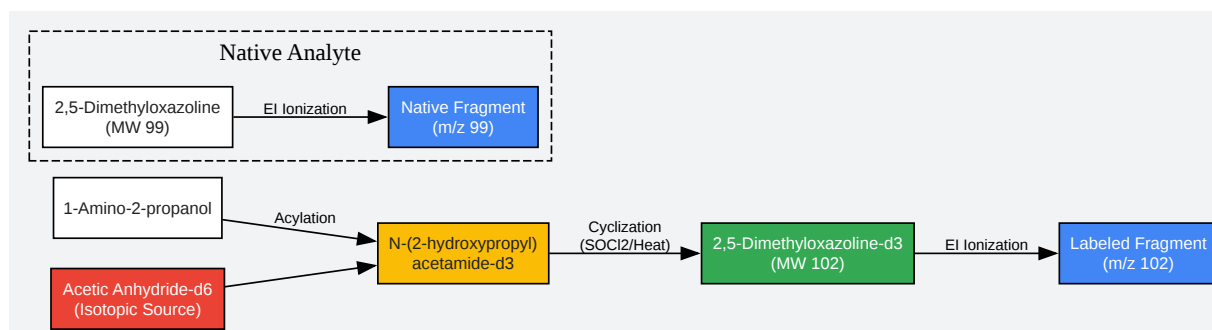 Native Analyte
2,5-Dimethyloxazoline
(MW 99)
EI Ionization
Native Fragment
(m/z 99)
1-Amino-2-propanol
Acylation
Acetic Anhydride-d6
(Isotopic Source)
N-(2-hydroxypropyl)
acetamide-d3
Cyclization
(SOCl2/Heat)
2,5-Dimethyloxazoline-d3
(MW 102)
EI Ionization
Labeled Fragment
(m/z 102)